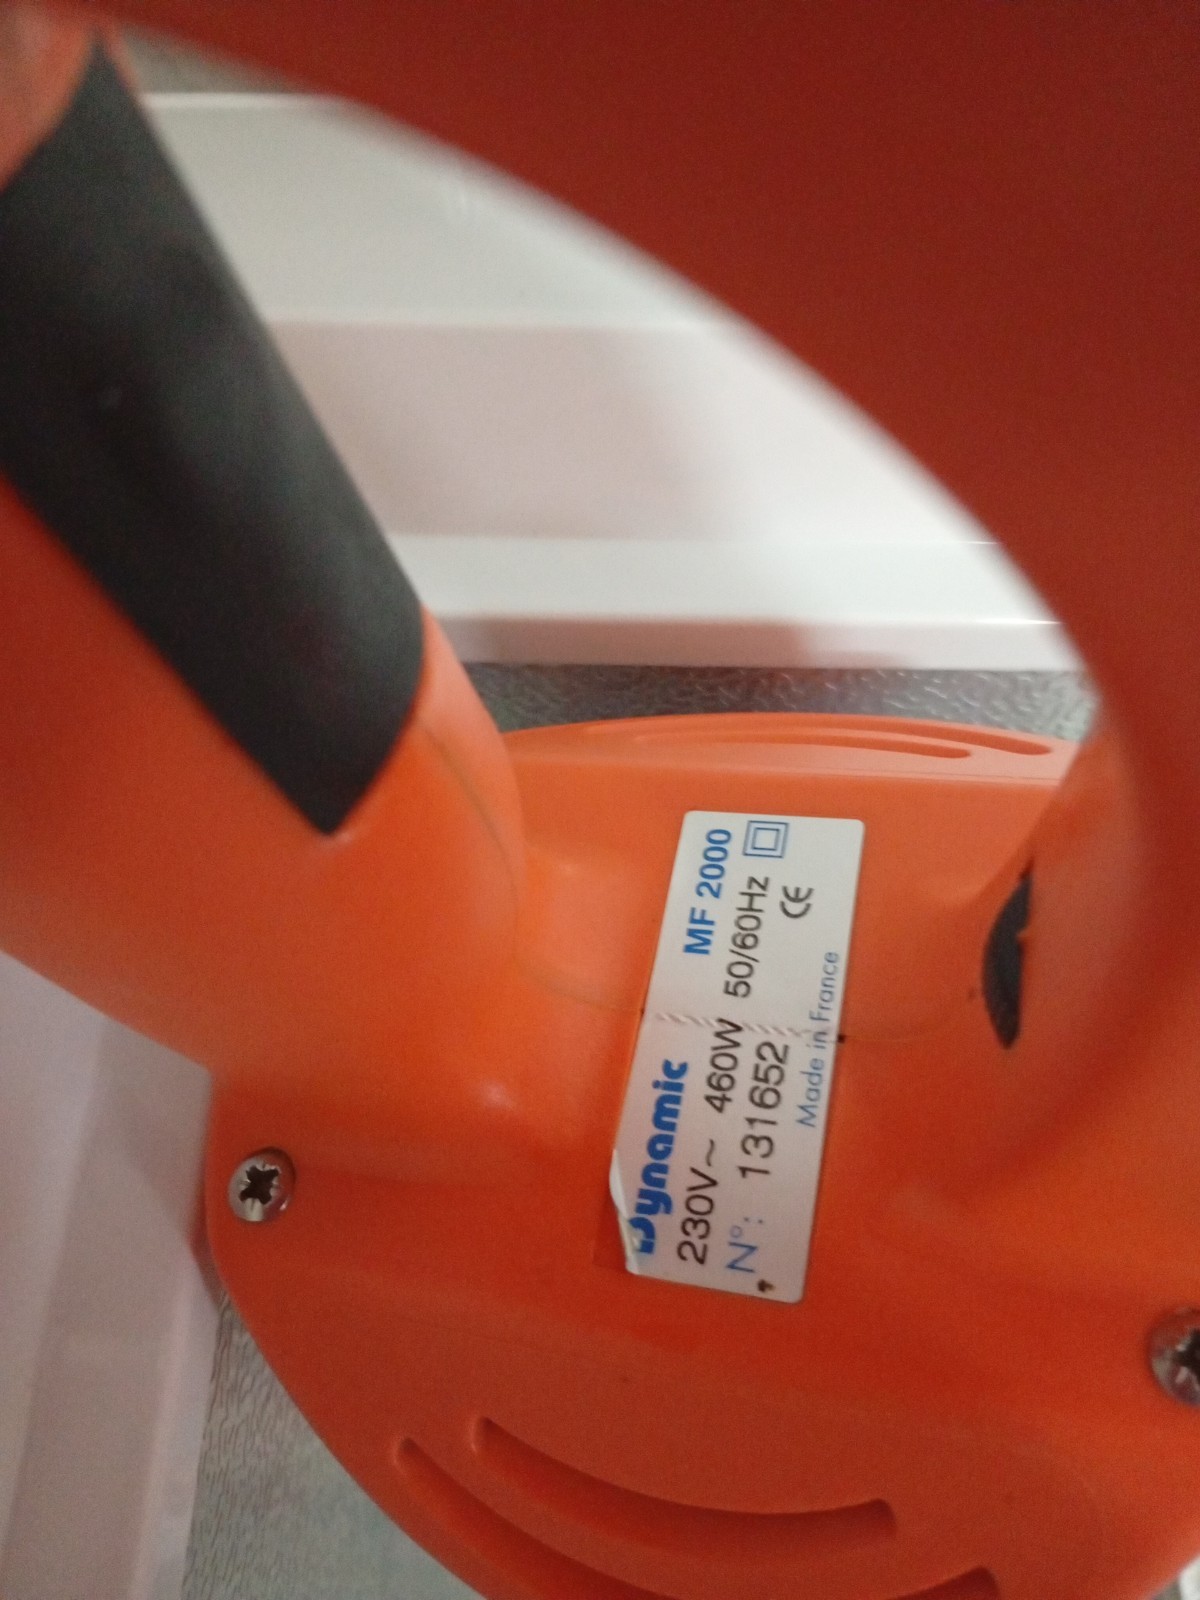 Dynamic MF 2000
230V~ 460W 50/60Hz
N°: 131652 CE
Made in France